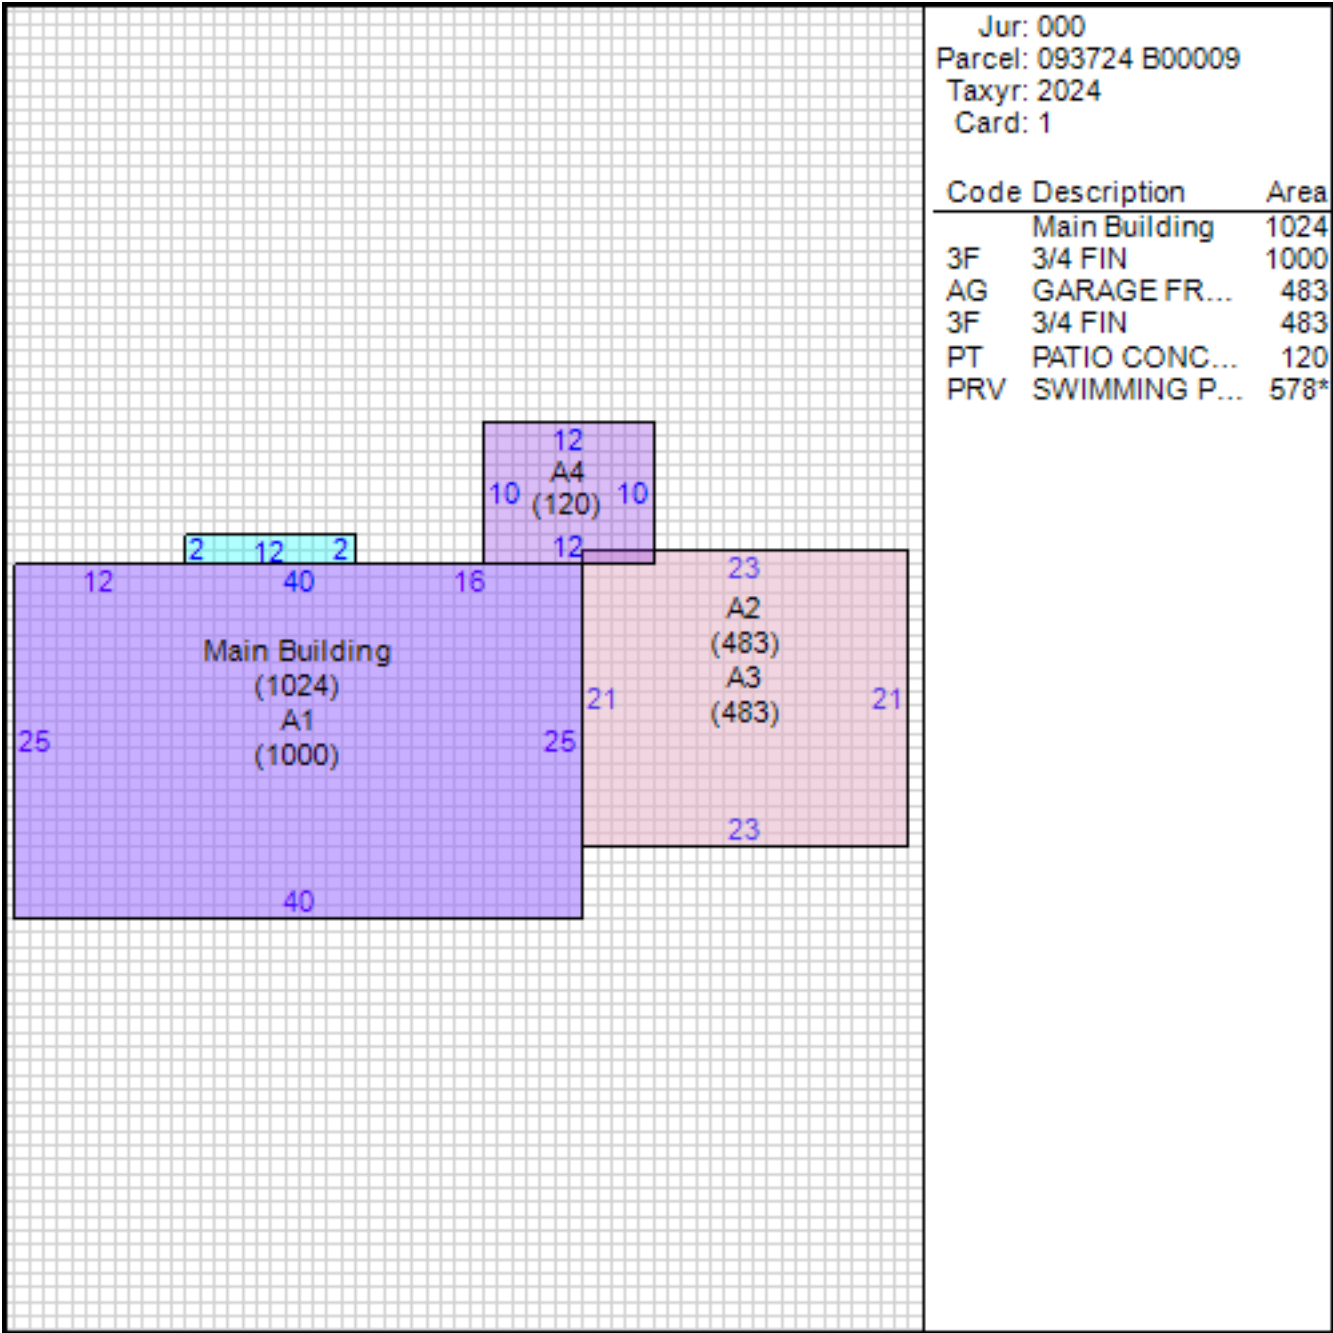 Jur: 000
Parcel: 093724 B00009
Taxyr: 2024
Card: 1
Code Description Area
Main Building 1024
3F 3/4 FIN 1000
AG GARAGE FR... 483
3F 3/4 FIN 483
PT PATIO CONC... 120
PRV SWIMMING P... 578*
12
A4
10 (120) 10
12
2 12 2
12 40 16
23
A2
(483)
A3
(483)
21 21
23
Main Building
(1024)
A1
(1000)
25 25
40